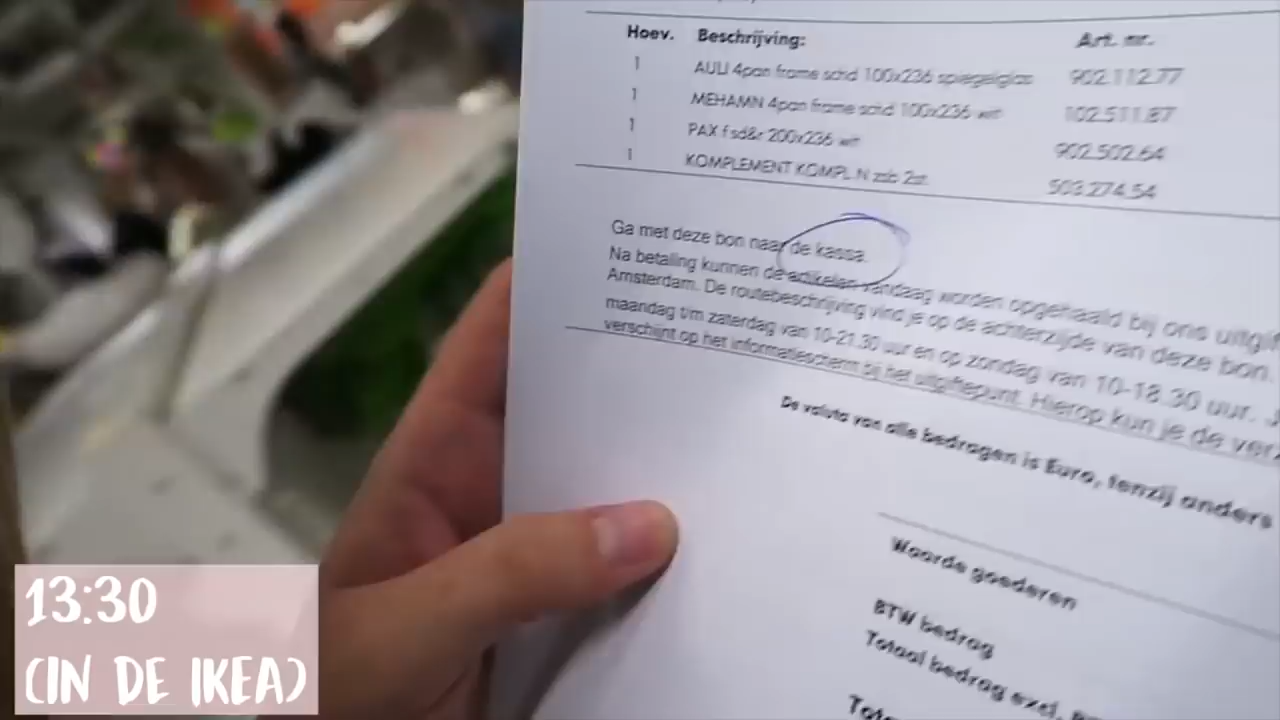 Hoev. Beschrijving: Art. nr.
1 AULI 4pan frame schd 100x236 spiegelglas 902.112.77
1 MEHAMN 4pan frame schd 100x236 wit 102.511.87
1 PAX f sd&r 200x236 wit 902.502.64
1 KOMPLEMENT KOMPL N zsb 2st. 503.274.54
Ga met deze bon naar de kassa.
Na betaling kunnen de artikelen vandaag worden opgehaald bij ons uitgif
Amsterdam. De routebeschrijving vind je op de achterzijde van deze bon.
maandag t/m zaterdag van 10-21.30 uur en op zondag van 10-18.30 uur.
verschijnt op het informatiescherm bij het uitgiftepunt. Hierop kun je de verz
De valuta van alle bedragen is Euro, tenzij anders
Waarde goederen
BTW bedrag
Totaal bedrag excl.
Tota
13:30
(IN DE IKEA)